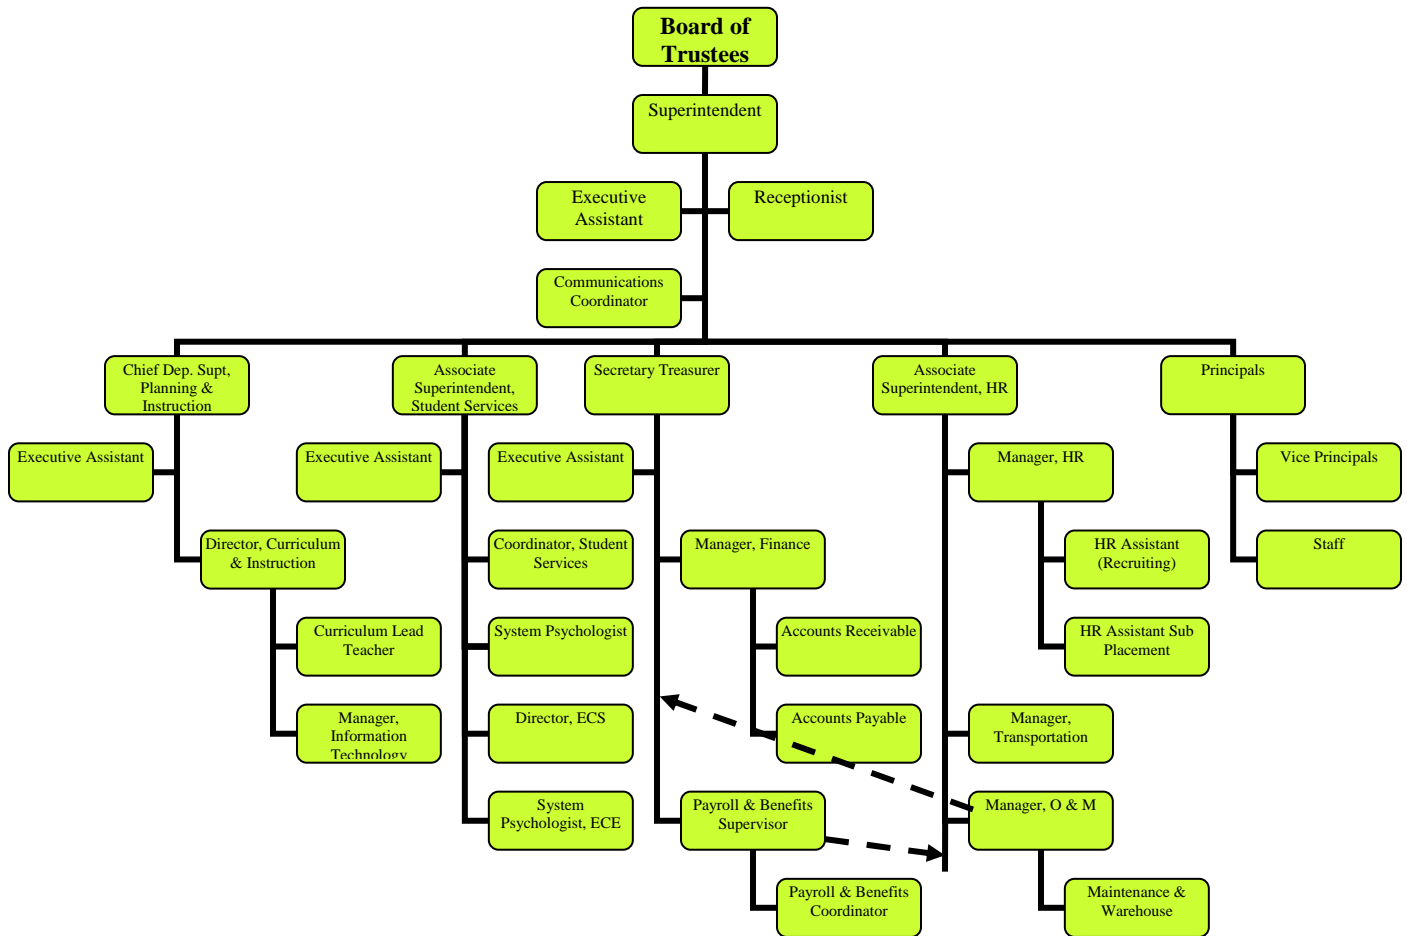 Board of
Trustees
Superintendent
Executive
Assistant
Receptionist
Communications
Coordinator
Chief Dep. Supt,
Planning &
Instruction
Associate
Superintendent,
Student Services
Secretary Treasurer
Associate
Superintendent, HR
Principals
Executive Assistant
Executive Assistant
Executive Assistant
Manager, HR
Vice Principals
Director, Curriculum
& Instruction
Coordinator, Student
Services
Manager, Finance
HR Assistant
(Recruiting)
Staff
Curriculum Lead
Teacher
System Psychologist
Accounts Receivable
HR Assistant Sub
Placement
Manager,
Information
Technology
Director, ECS
Accounts Payable
Manager,
Transportation
System
Psychologist, ECE
Payroll & Benefits
Supervisor
Manager, O & M
Payroll & Benefits
Coordinator
Maintenance &
Warehouse